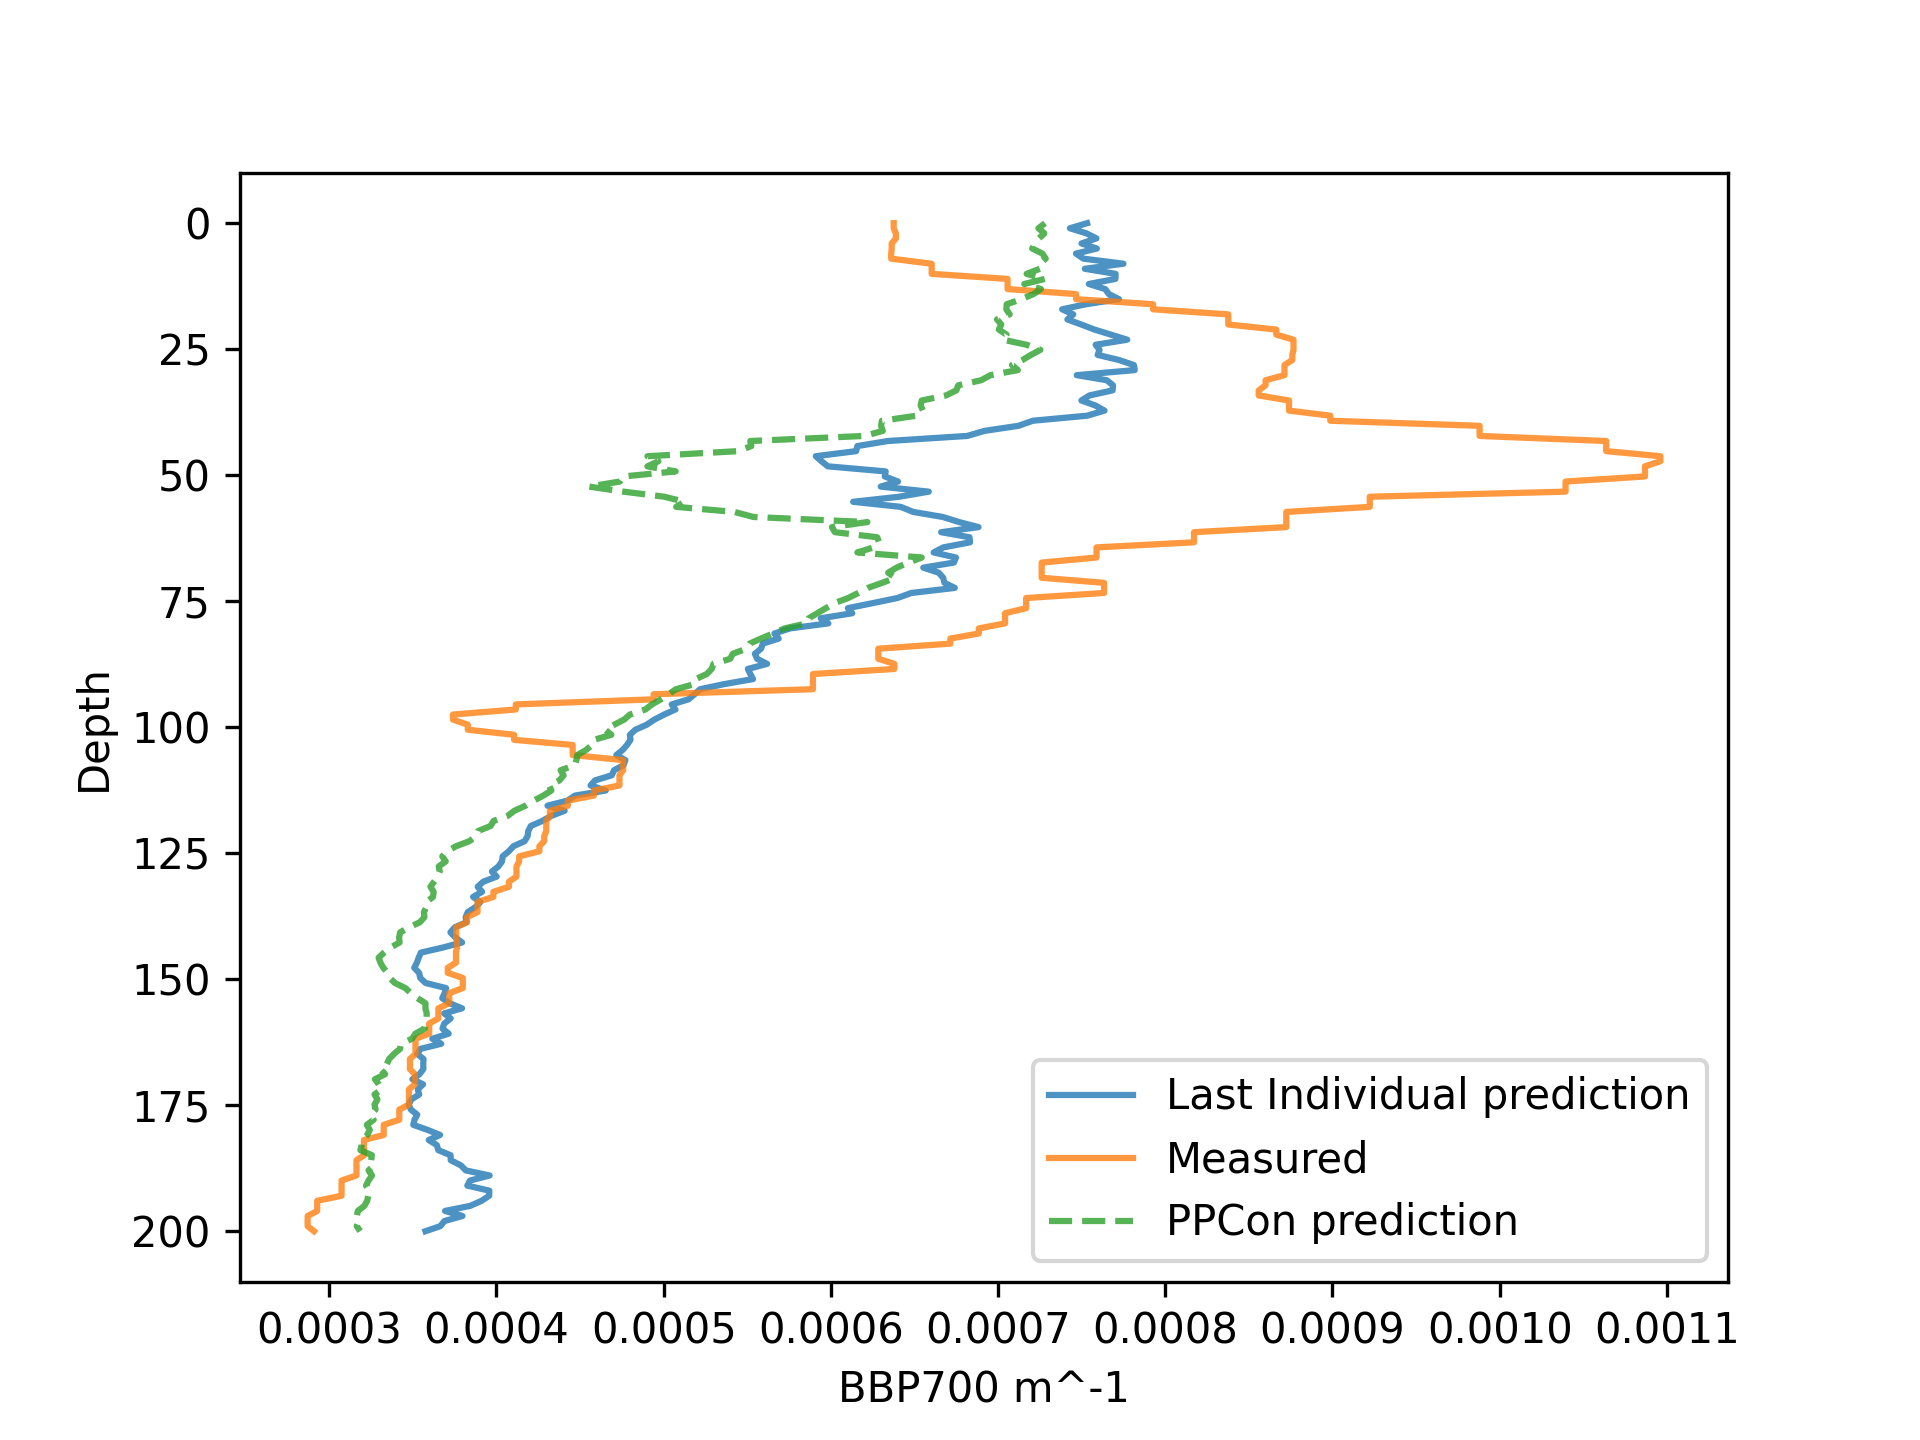 0
25
50
75
100
125
150
175
200
Depth
Last Individual prediction
Measured
PPCon prediction
0.0003 0.0004 0.0005 0.0006 0.0007 0.0008 0.0009 0.0010 0.0011
BBP700 m^-1